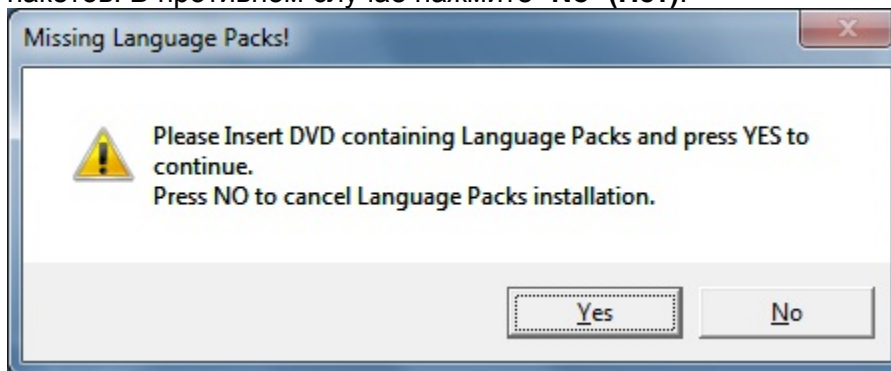 пакетов. В противном случае нажмите "No" (Нет).
Missing Language Packs!
Please Insert DVD containing Language Packs and press YES to
continue.
Press NO to cancel Language Packs installation.
Yes
No